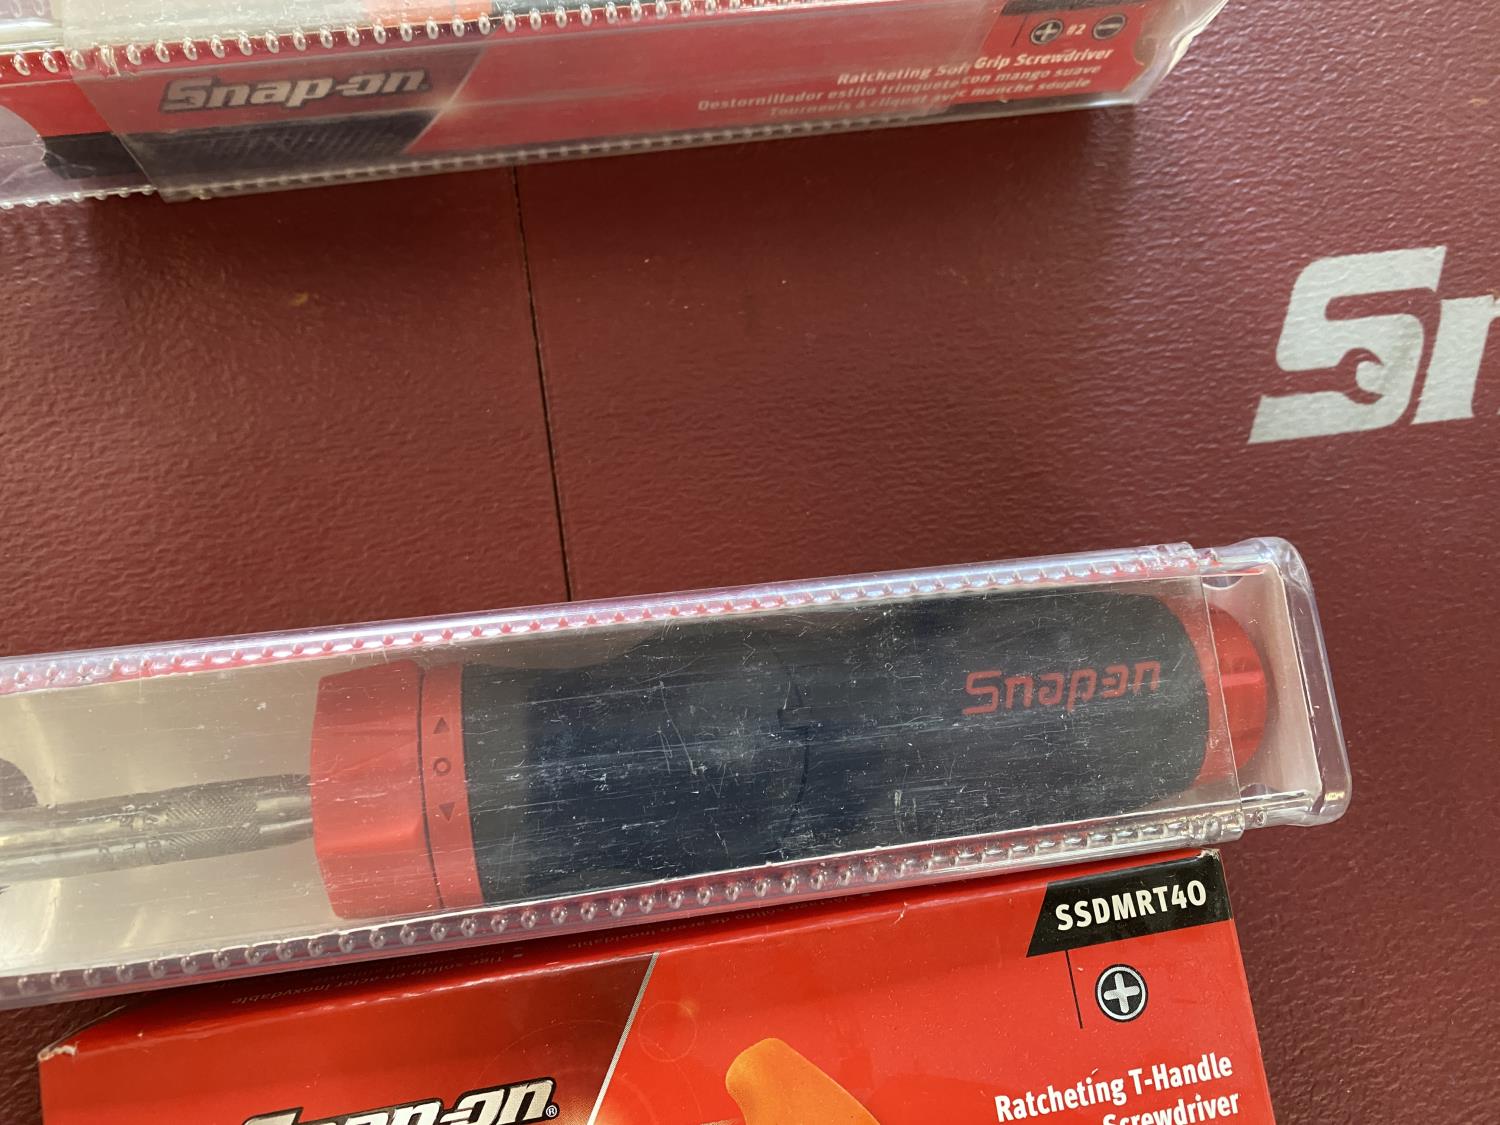 #2
Snap-on
Ratcheting Soft Grip Screwdriver
Destornillador estilo trinquete con mango suave
Tournevis à cliquet avec manche souple
Sn
Snap-on
SSDMRT40
Snap-on®
Ratcheting T-Handle
Screwdriver